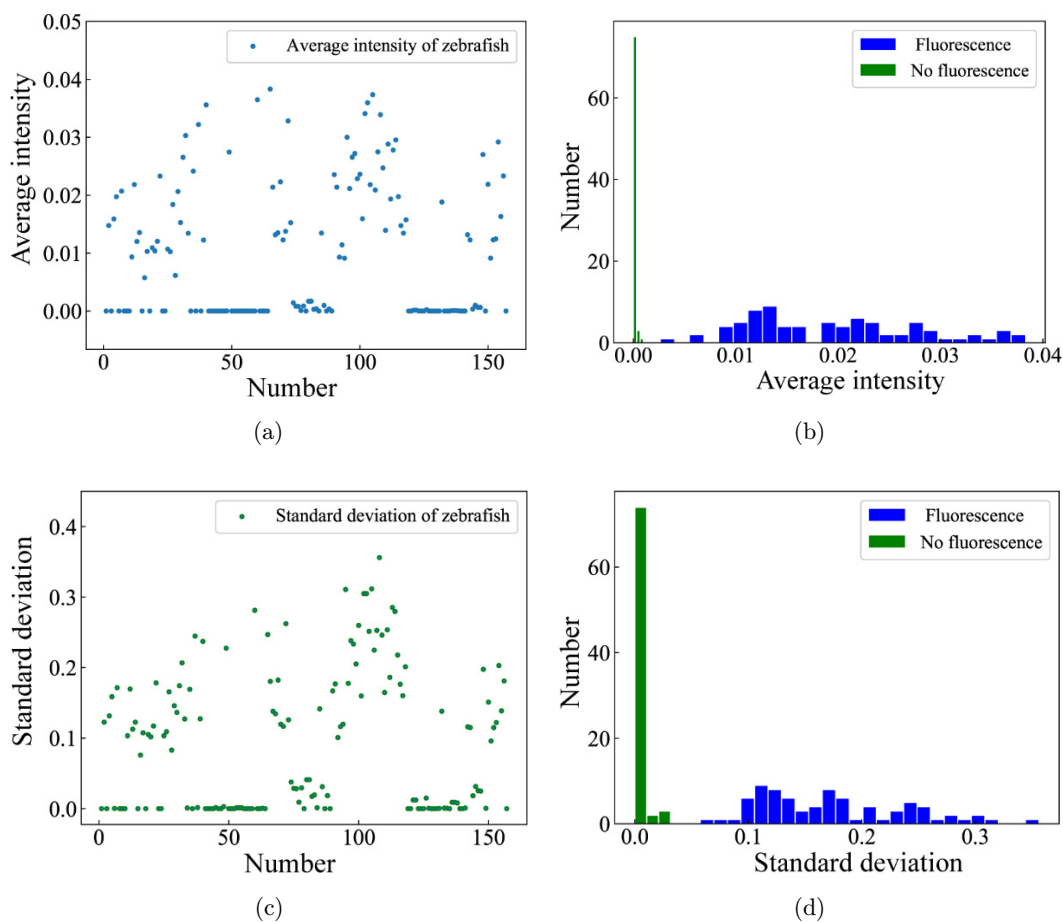 0.05
0.04
0.03
0.02
0.01
0.00
Average intensity
Average intensity of zebrafish
0 50 100 150
Number
(a)
60
40
20
0
Number
Fluorescence
No fluorescence
0.00 0.01 0.02 0.03 0.04
Average intensity
(b)
0.4
0.3
0.2
0.1
0.0
Standard deviation
Standard deviation of zebrafish
0 50 100 150
Number
(c)
60
40
20
0
Number
Fluorescence
No fluorescence
0.0 0.1 0.2 0.3
Standard deviation
(d)